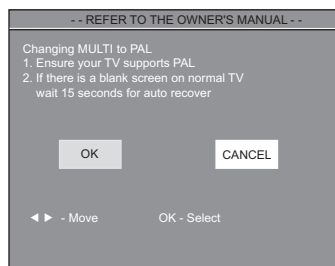 - - REFER TO THE OWNER'S MANUAL - -
Changing MULTI to PAL
1. Ensure your TV supports PAL
2. If there is a blank screen on normal TV
wait 15 seconds for auto recover
OK CANCEL
◄ ► - Move OK - Select